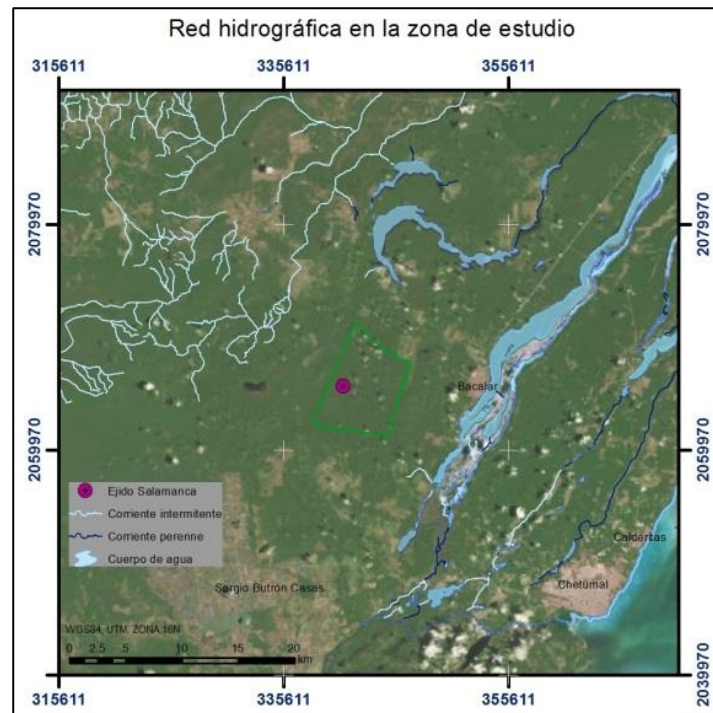 Red hidrográfica en la zona de estudio
315611
335611
355611
2079970
2079970
Bacalar
2059970
2059970
Ejido Salamanca
Corriente intermitente
Corriente perenne
Cuerpo de agua
Calderitas
Chetumal
Sergio Butrón Casas
WGS84, UTM, ZONA 16N
0 2.5 5 10 15 20
km
2039970
315611
335611
355611